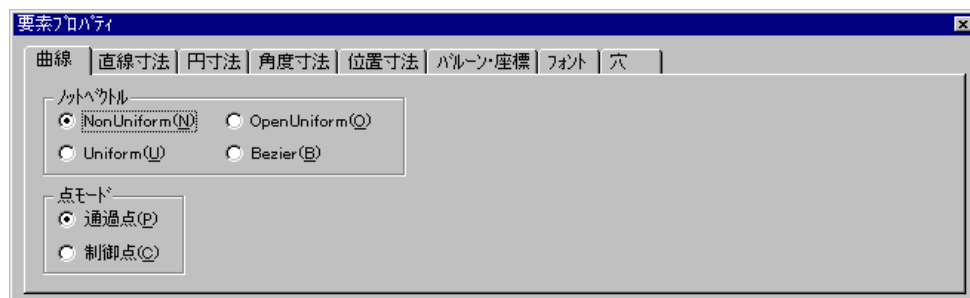 要素ﾌﾟﾛﾊﾟﾃｨ
曲線 直線寸法 円寸法 角度寸法 位置寸法 ﾊﾞﾙｰﾝ･座標 ﾌｫﾝﾄ 穴
ﾉｯﾄﾍﾞｸﾄﾙ
NonUniform(N) OpenUniform(O)
Uniform(U) Bezier(B)
点ﾓｰﾄﾞ
通過点(P)
制御点(C)